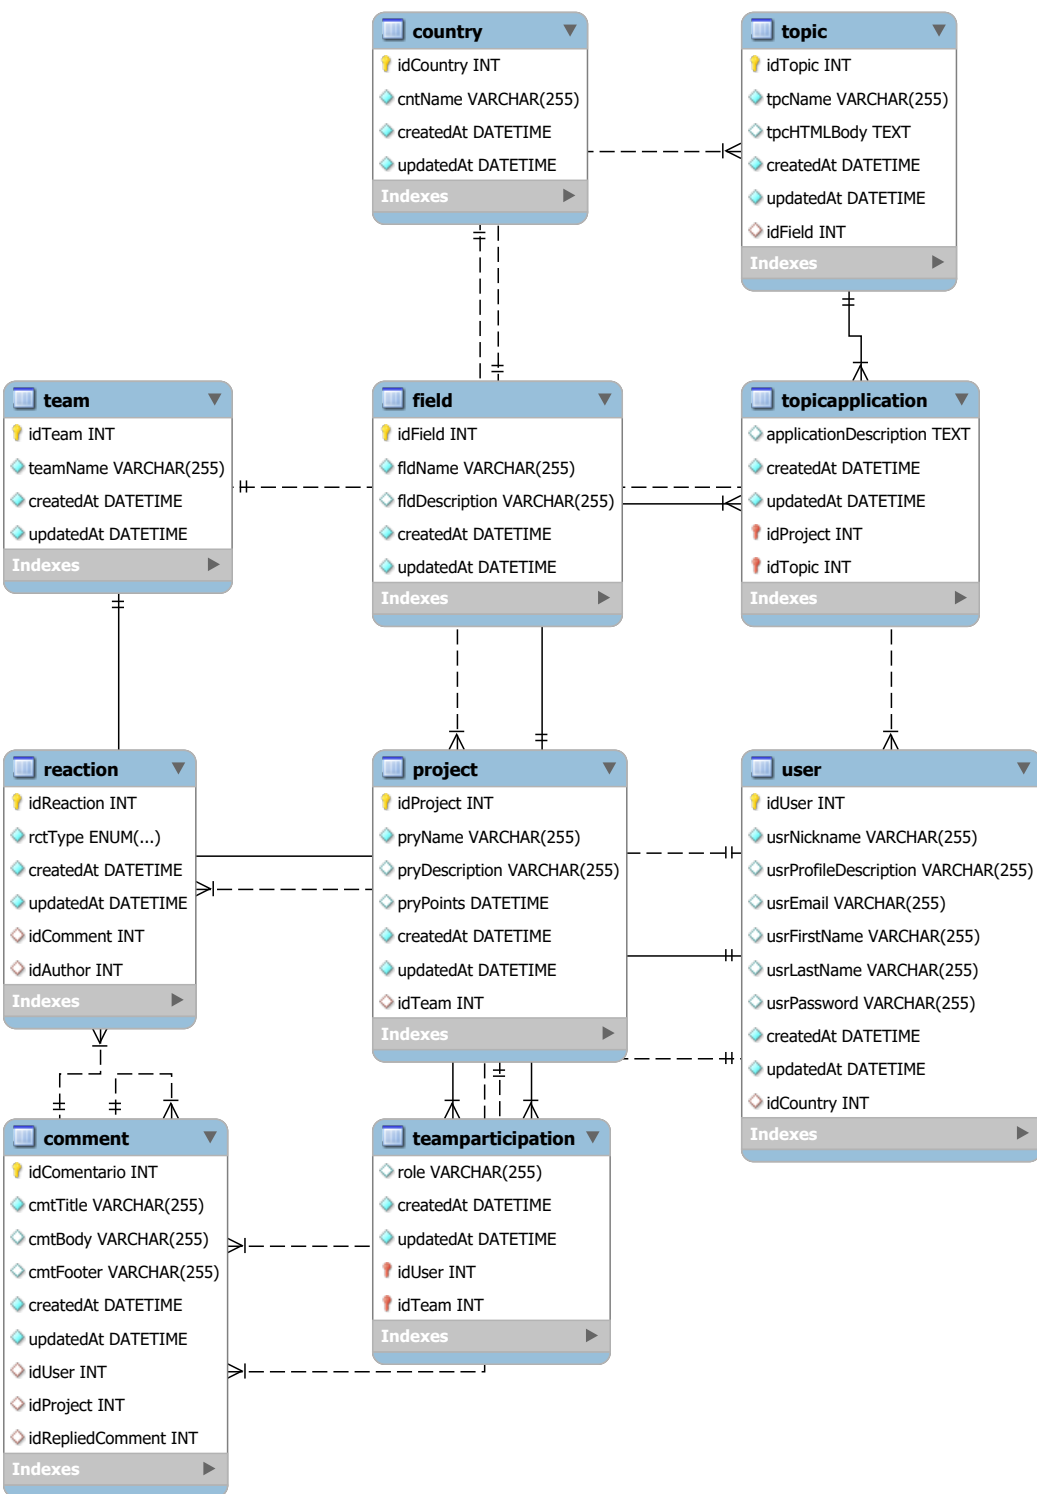 country
idCountry INT
cntName VARCHAR(255)
createdAt DATETIME
updatedAt DATETIME
Indexes
topic
idTopic INT
tpcName VARCHAR(255)
tpcHTMLBody TEXT
createdAt DATETIME
updatedAt DATETIME
idField INT
Indexes
team
idTeam INT
teamName VARCHAR(255)
createdAt DATETIME
updatedAt DATETIME
Indexes
field
idField INT
fldName VARCHAR(255)
fldDescription VARCHAR(255)
createdAt DATETIME
updatedAt DATETIME
Indexes
topicapplication
applicationDescription TEXT
createdAt DATETIME
updatedAt DATETIME
idProject INT
idTopic INT
Indexes
reaction
idReaction INT
rctType ENUM(...)
createdAt DATETIME
updatedAt DATETIME
idComment INT
idAuthor INT
Indexes
project
idProject INT
pryName VARCHAR(255)
pryDescription VARCHAR(255)
pryPoints DATETIME
createdAt DATETIME
updatedAt DATETIME
idTeam INT
Indexes
user
idUser INT
usrNickname VARCHAR(255)
usrProfileDescription VARCHAR(255)
usrEmail VARCHAR(255)
usrFirstName VARCHAR(255)
usrLastName VARCHAR(255)
usrPassword VARCHAR(255)
createdAt DATETIME
updatedAt DATETIME
idCountry INT
Indexes
comment
idComentario INT
cmtTitle VARCHAR(255)
cmtBody VARCHAR(255)
cmtFooter VARCHAR(255)
createdAt DATETIME
updatedAt DATETIME
idUser INT
idProject INT
idRepliedComment INT
Indexes
teamparticipation
role VARCHAR(255)
createdAt DATETIME
updatedAt DATETIME
idUser INT
idTeam INT
Indexes